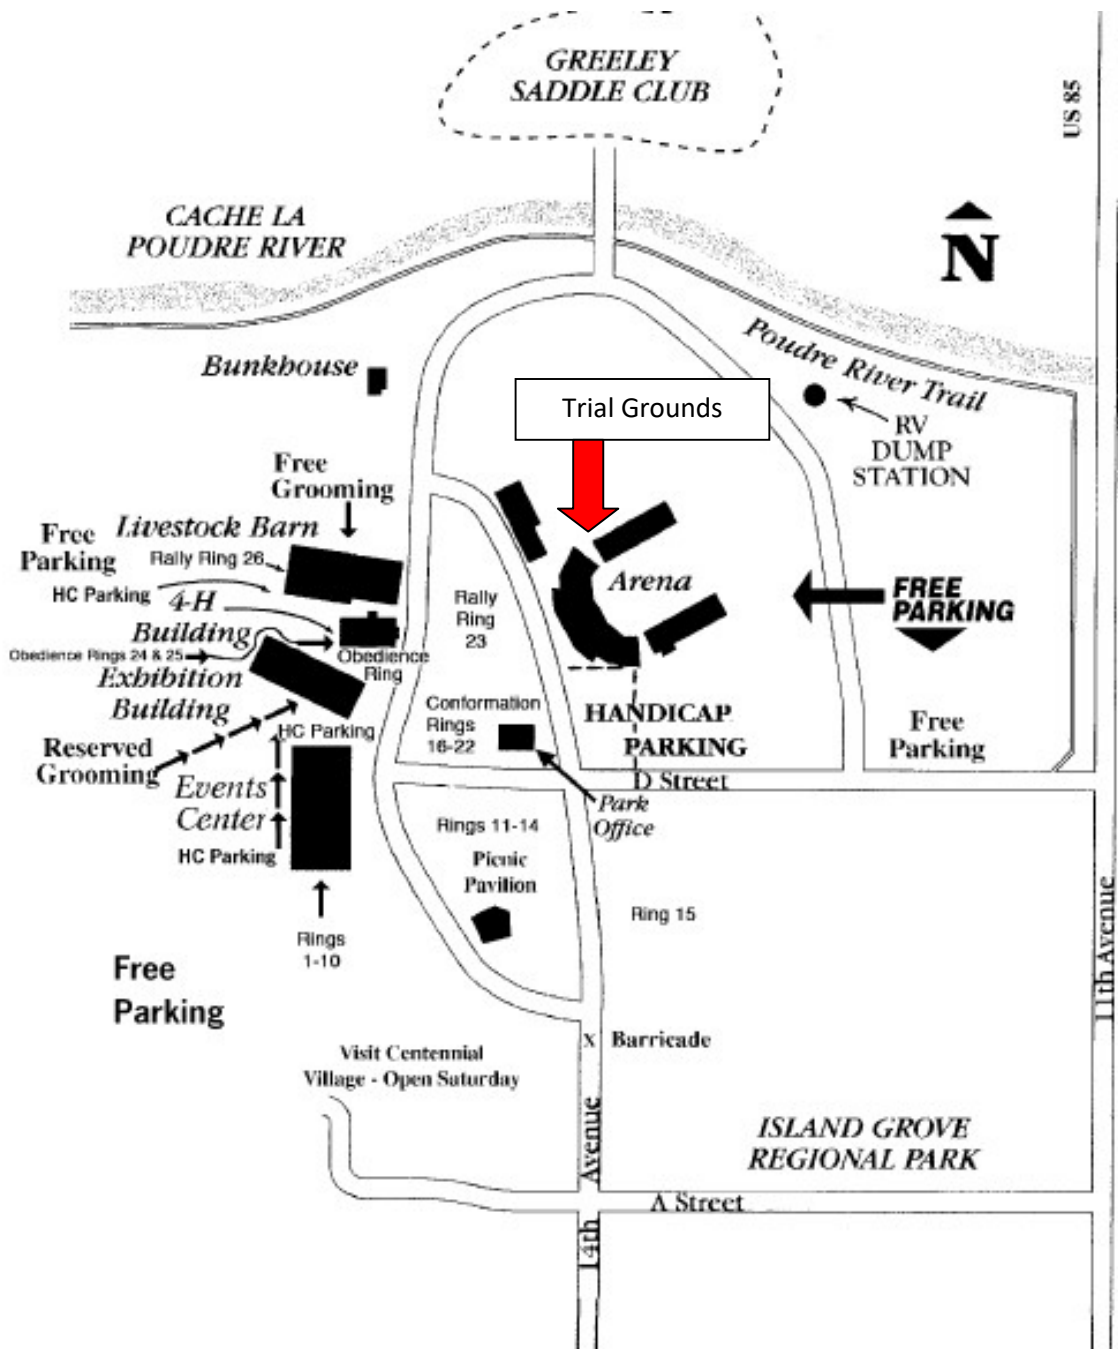 GREELEY
SADDLE CLUB
US 85
CACHE LA
POUDRE RIVER
N
Poudre River Trail
Bunkhouse
Trial Grounds
RV
DUMP
STATION
Free
Grooming
Livestock Barn
Free
Parking
Rally Ring 26
HC Parking
4-H
Building
Obedience Rings 24 & 25
Obedience
Ring
Exhibition
Building
Rally
Ring
23
Arena
FREE
PARKING
Conformation
Rings
16-22
HANDICAP
PARKING
Free
Parking
HC Parking
Reserved
Grooming
D Street
Events
Center
HC Parking
Park
Office
Rings 11-14
Picnic
Pavilion
Ring 15
Rings
1-10
11th Avenue
Free
Parking
x Barricade
Visit Centennial
Village - Open Saturday
ISLAND GROVE
REGIONAL PARK
A Street
14th Avenue